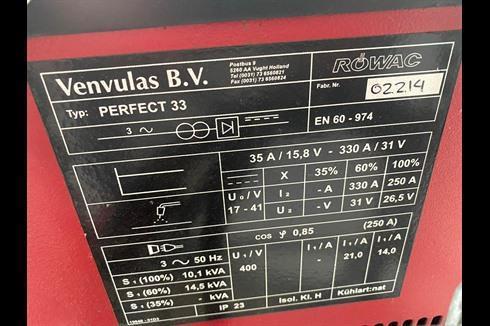 Venvulas B.V.
Postbus 9
5260 AA Vught Holland
Tel (0031) 73 6560821
Fax (0031) 73 6560824
RÖWAC
Typ: PERFECT 33
Fabr. Nr. 02214
3 ~
EN 60 - 974
35 A / 15,8 V - 330 A / 31 V
X 35% 60% 100%
U₀/V I₂ - A 330 A 250 A
17 - 41 U₂ - V 31 V 26,5 V
cos φ 0,85 (250 A)
3 ~ 50 Hz
U₁/V I₁/A I₁/A I₁/A
400 - 21,0 14,0
S₁ (100%) 10,1 kVA
S₁ (60%) 14,5 kVA
S₁ (35%) - kVA
IP 23 Isol. Kl. H Kühlart:nat